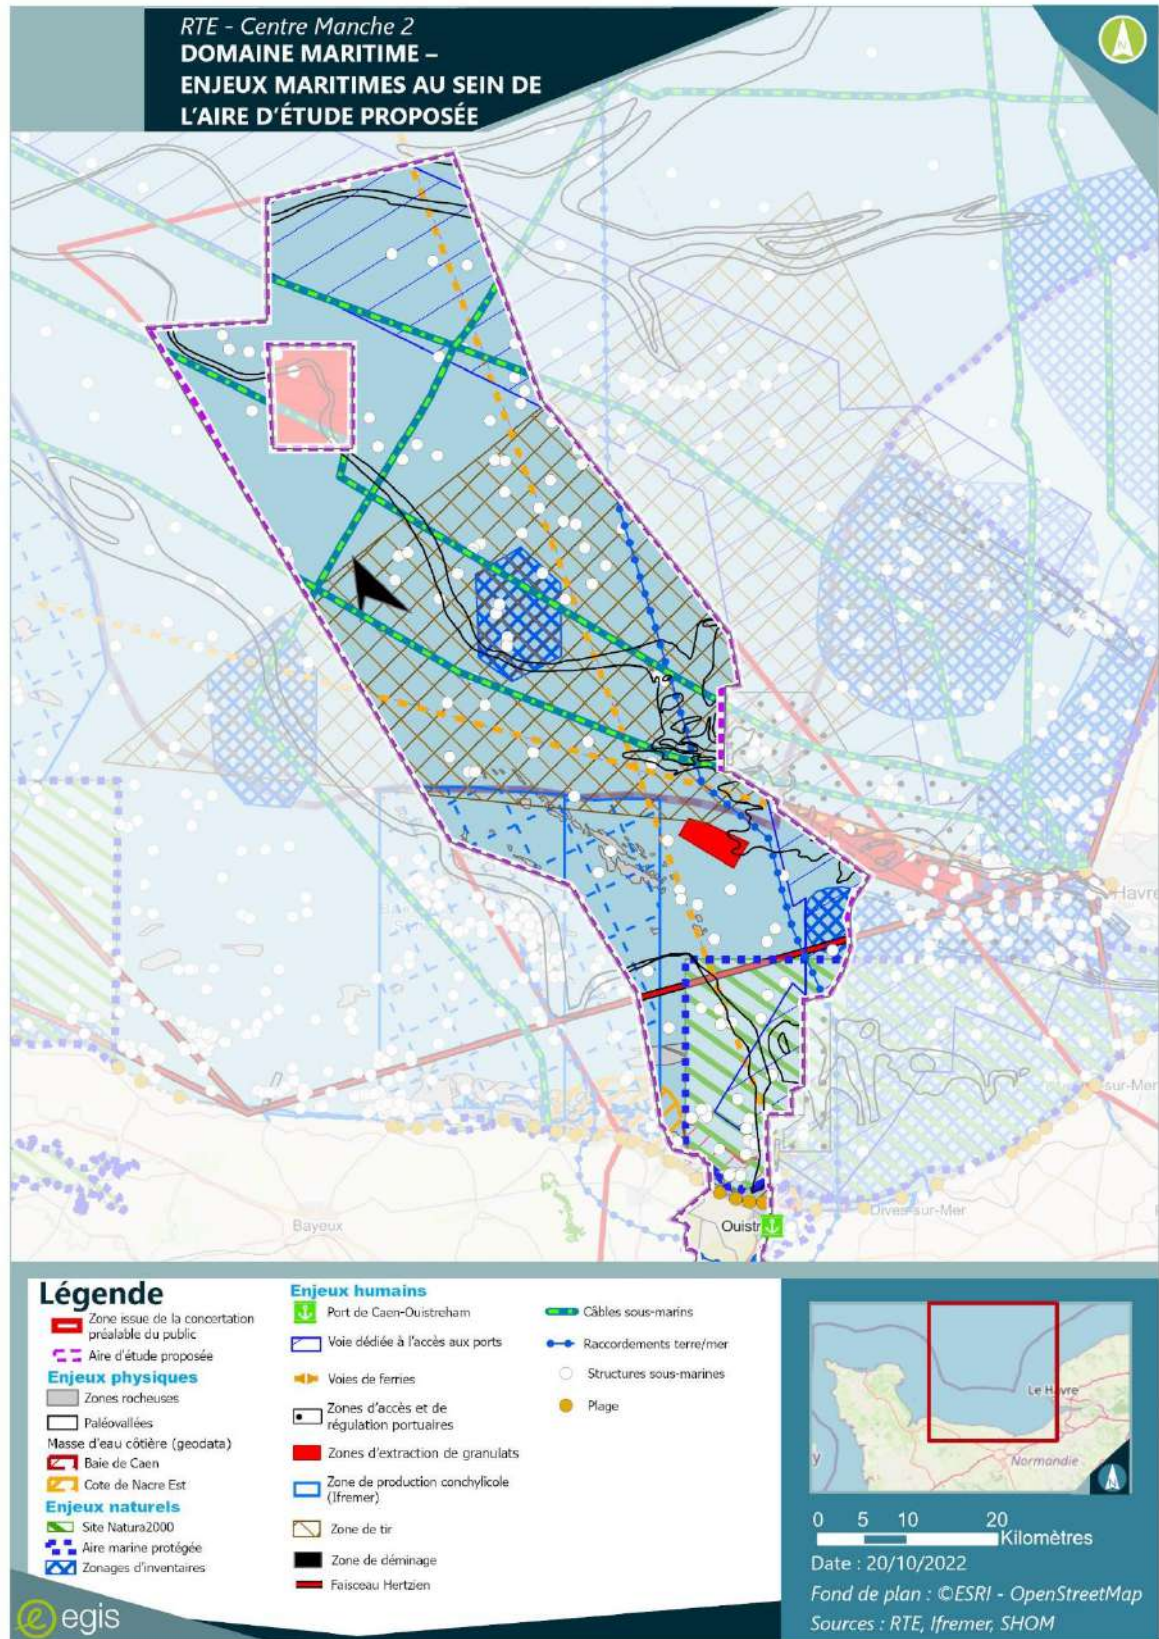 RTE - Centre Manche 2
DOMAINE MARITIME –
ENJEUX MARITIMES AU SEIN DE
L'AIRE D'ÉTUDE PROPOSÉE
N
Havre
sur-Mer
Bayeux
Ouistr
Dives-sur-Mer
Légende
Zone issue de la concertation
préalable du public
Aire d'étude proposée
Enjeux physiques
Zones rocheuses
Paléovallées
Masse d'eau côtière (geodata)
Baie de Caen
Cote de Nacre Est
Enjeux naturels
Site Natura2000
Aire marine protégée
Zonages d'inventaires
Enjeux humains
Port de Caen-Ouistreham
Voie dédiée à l'accès aux ports
Voies de ferries
Zones d'accès et de
régulation portuaires
Zones d'extraction de granulats
Zone de production conchylicole
(Ifremer)
Zone de tir
Zone de déminage
Faisceau Hertzien
Câbles sous-marins
Raccordements terre/mer
Structures sous-marines
Plage
Le Havre
y
Normandie
N
0 5 10 20
Kilomètres
Date : 20/10/2022
Fond de plan : ©ESRI - OpenStreetMap
Sources : RTE, Ifremer, SHOM
egis